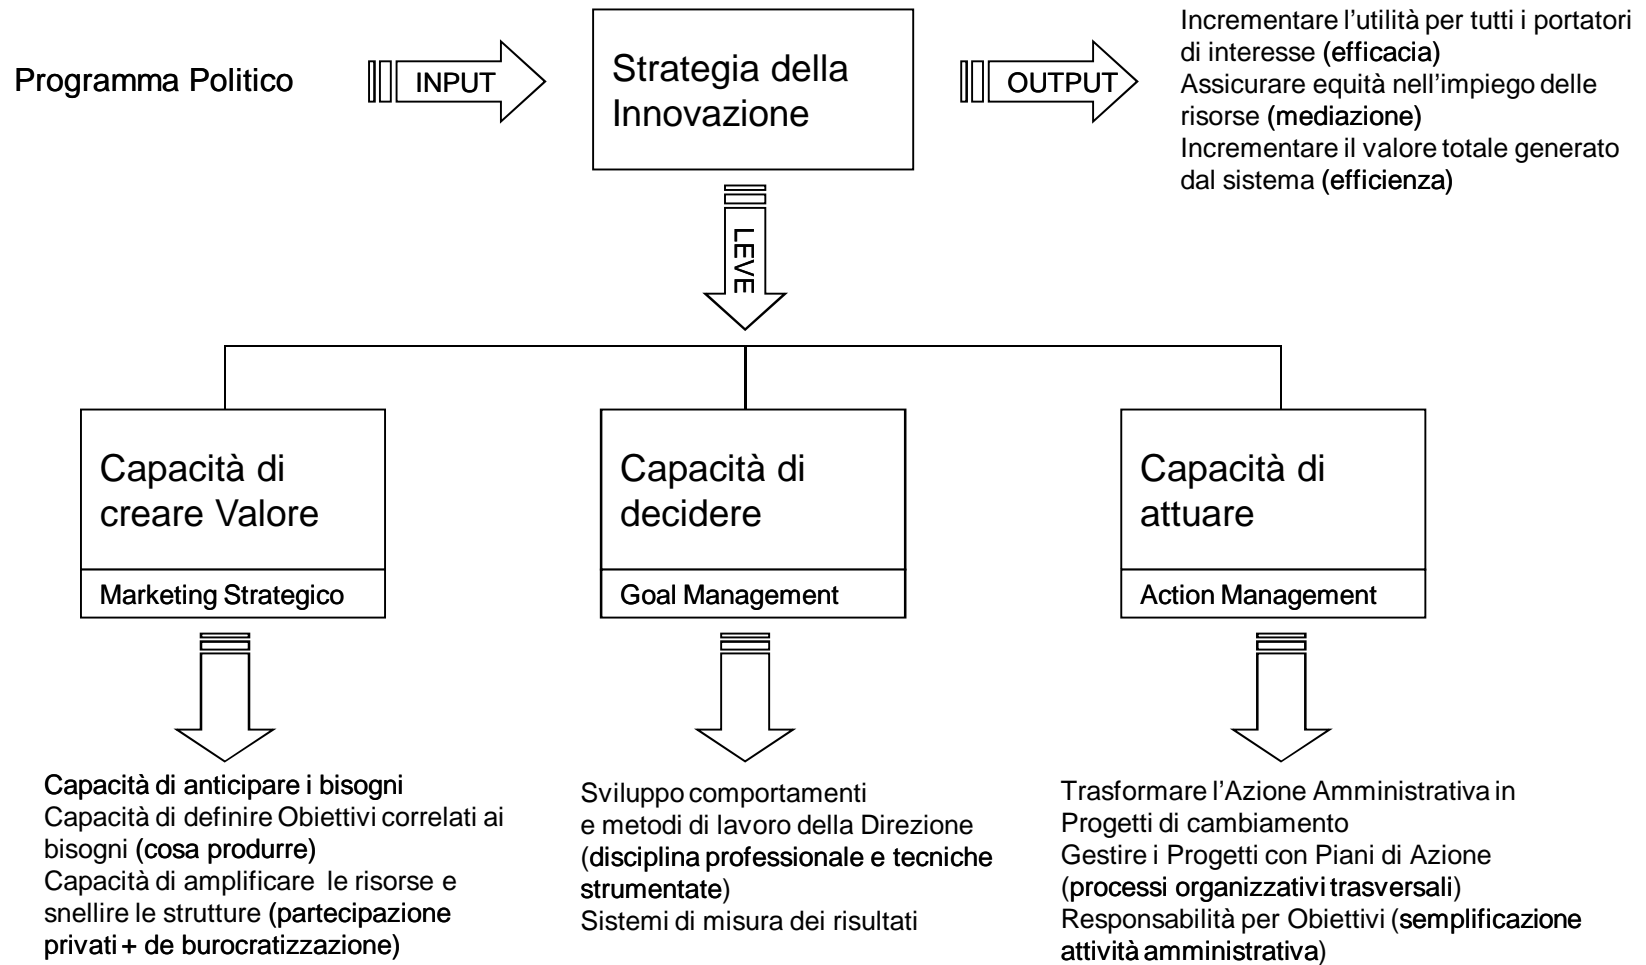 Programma Politico
INPUT
Strategia della
Innovazione
OUTPUT
Incrementare l’utilità per tutti i portatori
di interesse (efficacia)
Assicurare equità nell’impiego delle
risorse (mediazione)
Incrementare il valore totale generato
dal sistema (efficienza)
LEVE
Capacità di
creare Valore
Marketing Strategico
Capacità di
decidere
Goal Management
Capacità di
attuare
Action Management
Capacità di anticipare i bisogni
Capacità di definire Obiettivi correlati ai
bisogni (cosa produrre)
Capacità di amplificare le risorse e
snellire le strutture (partecipazione
privati + de burocratizzazione)
Sviluppo comportamenti
e metodi di lavoro della Direzione
(disciplina professionale e tecniche
strumentate)
Sistemi di misura dei risultati
Trasformare l’Azione Amministrativa in
Progetti di cambiamento
Gestire i Progetti con Piani di Azione
(processi organizzativi trasversali)
Responsabilità per Obiettivi (semplificazione
attività amministrativa)